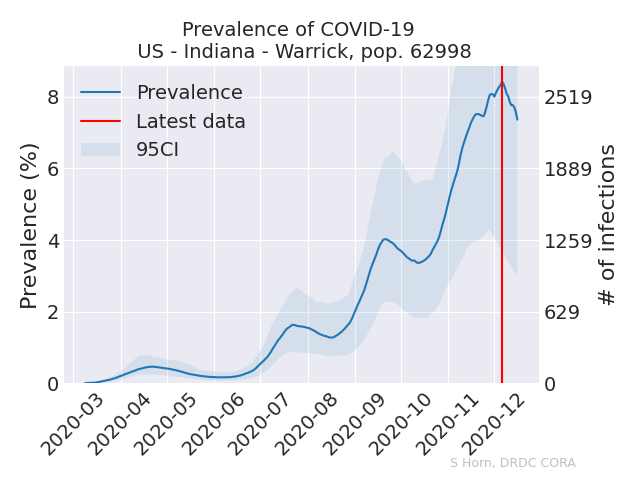 Prevalence of COVID-19
US - Indiana - Warrick, pop. 62998
Prevalence
Latest data
95CI
Prevalence (%)
8
6
4
2
0
# of infections
2519
1889
1259
629
0
2020-03
2020-04
2020-05
2020-06
2020-07
2020-08
2020-09
2020-10
2020-11
2020-12
S Horn, DRDC CORA